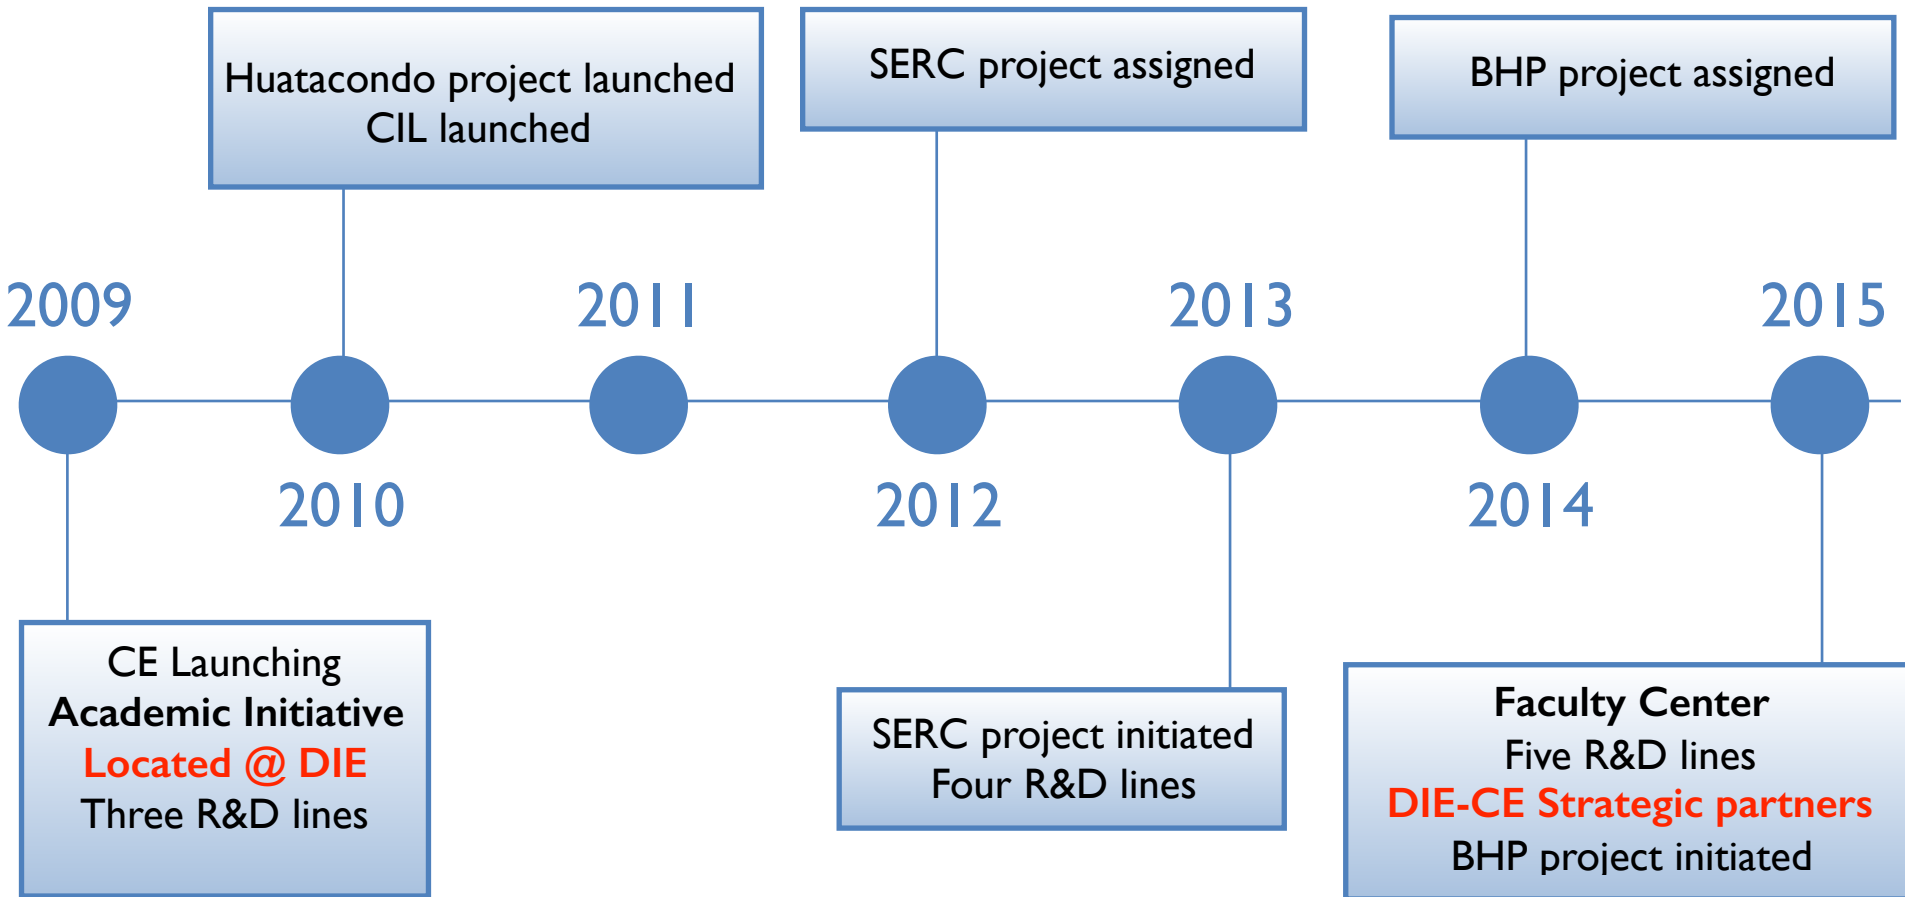 Huatacondo project launched
CIL launched
SERC project assigned
BHP project assigned
2009
2011
2013
2015
2010
2012
2014
CE Launching
Academic Initiative
Located @ DIE
Three R&D lines
SERC project initiated
Four R&D lines
Faculty Center
Five R&D lines
DIE-CE Strategic partners
BHP project initiated